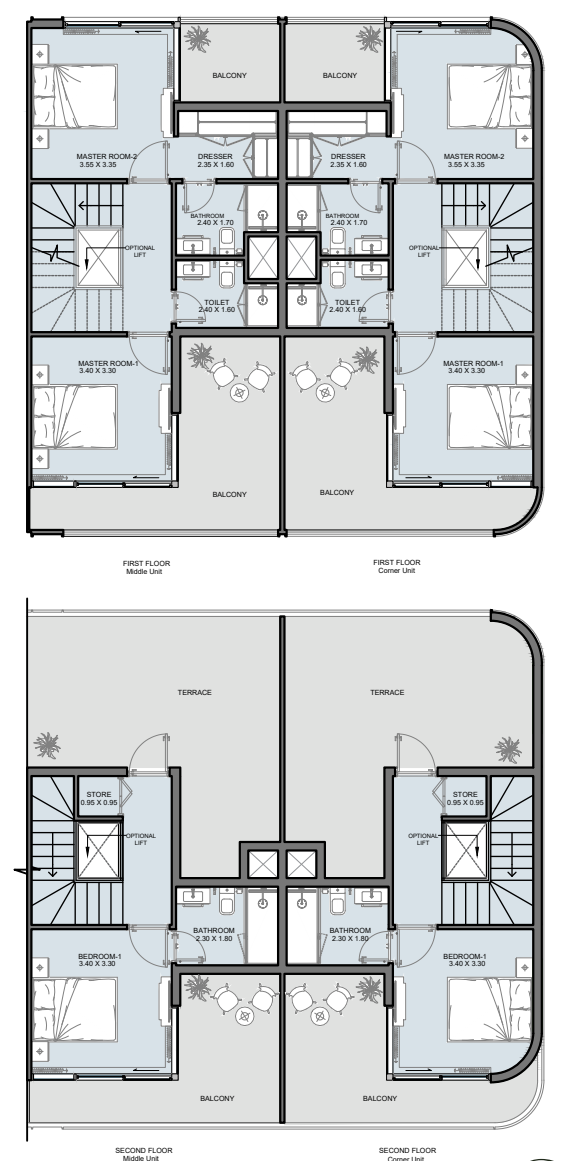 BALCONY
BALCONY
MASTER ROOM-2
3.55 X 3.35
DRESSER
2.35 X 1.60
DRESSER
2.35 X 1.60
MASTER ROOM-2
3.55 X 3.35
BATHROOM
2.40 X 1.70
BATHROOM
2.40 X 1.70
OPTIONAL
LIFT
OPTIONAL
LIFT
TOILET
2.40 X 1.60
TOILET
2.40 X 1.60
MASTER ROOM-1
3.40 X 3.30
MASTER ROOM-1
3.40 X 3.30
BALCONY
BALCONY
FIRST FLOOR
Middle Unit
FIRST FLOOR
Corner Unit
TERRACE
TERRACE
STORE
0.95 X 0.95
STORE
0.95 X 0.95
OPTIONAL
LIFT
OPTIONAL
LIFT
BATHROOM
2.30 X 1.80
BATHROOM
2.30 X 1.80
BEDROOM-1
3.40 X 3.30
BEDROOM-1
3.40 X 3.30
BALCONY
BALCONY
SECOND FLOOR
Middle Unit
SECOND FLOOR
Corner Unit